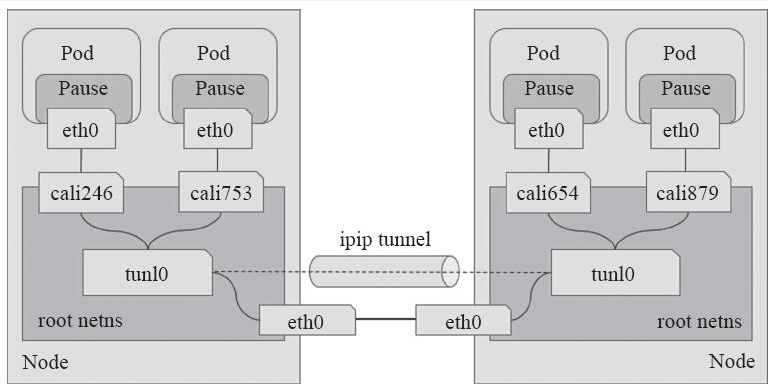 Pod
Pod
Pod
Pod
Pause
Pause
Pause
Pause
eth0
eth0
eth0
eth0
cali246
cali753
cali654
cali879
ipip tunnel
tunl0
tunl0
root netns
eth0
eth0
root netns
Node
Node